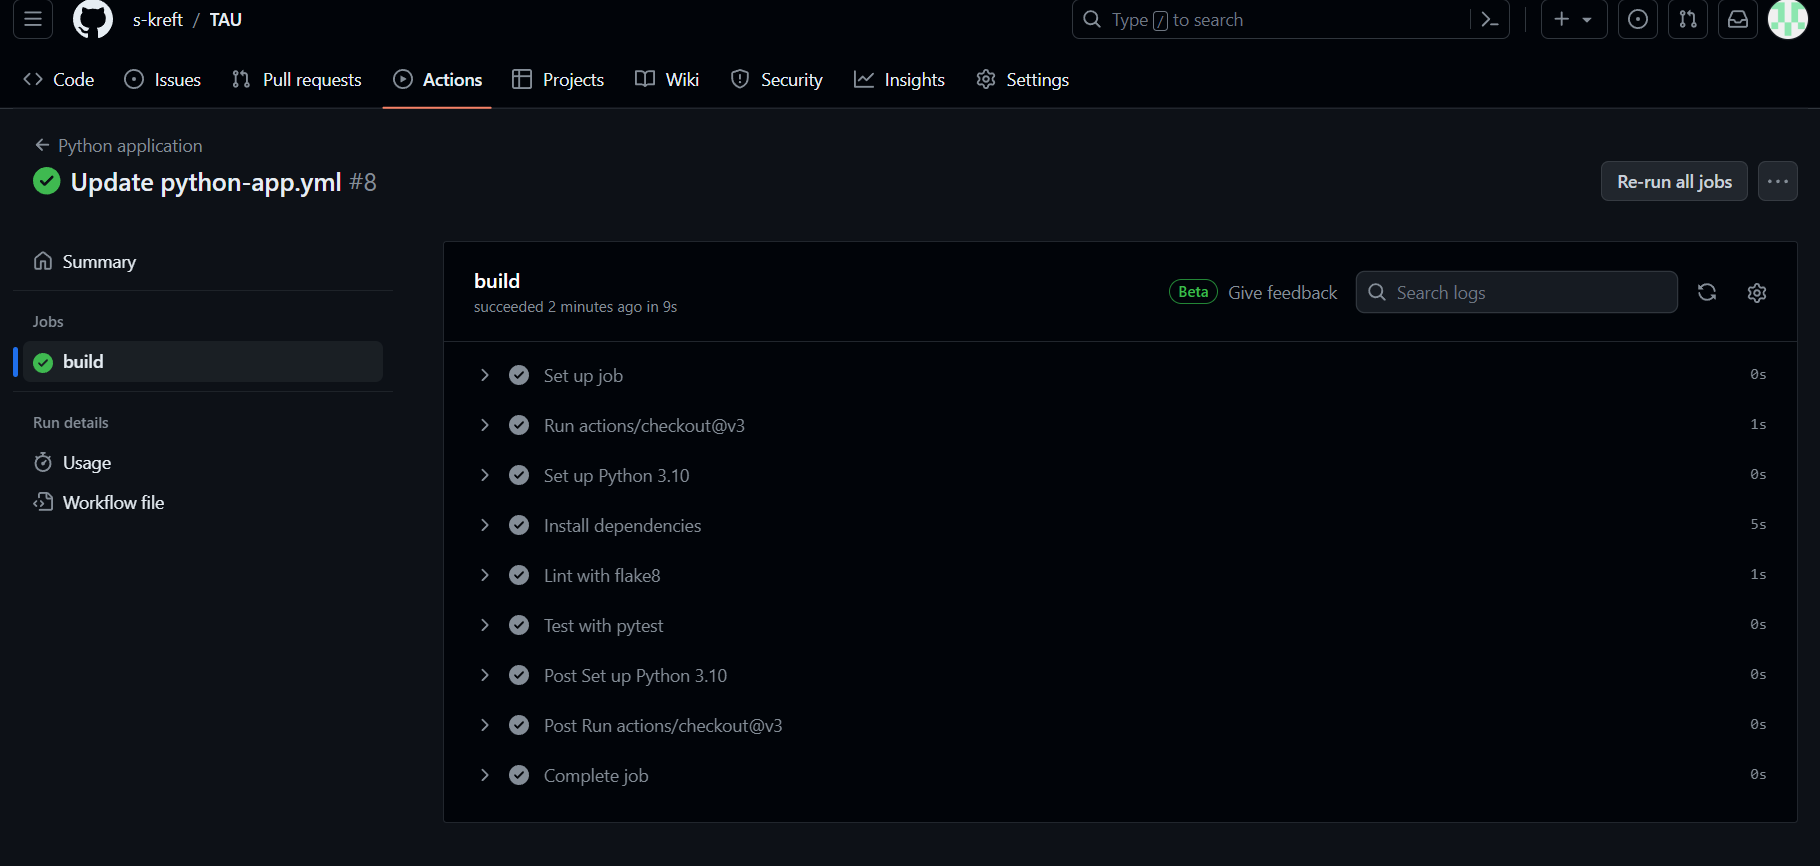 s-kreft / TAU
Type / to search
Code Issues Pull requests Actions Projects Wiki Security Insights Settings
Python application
Update python-app.yml #8
Re-run all jobs
Summary
Jobs
build
Run details
Usage
Workflow file
build
succeeded 2 minutes ago in 9s
Beta Give feedback Search logs
Set up job 0s
Run actions/checkout@v3 1s
Set up Python 3.10 0s
Install dependencies 5s
Lint with flake8 1s
Test with pytest 0s
Post Set up Python 3.10 0s
Post Run actions/checkout@v3 0s
Complete job 0s